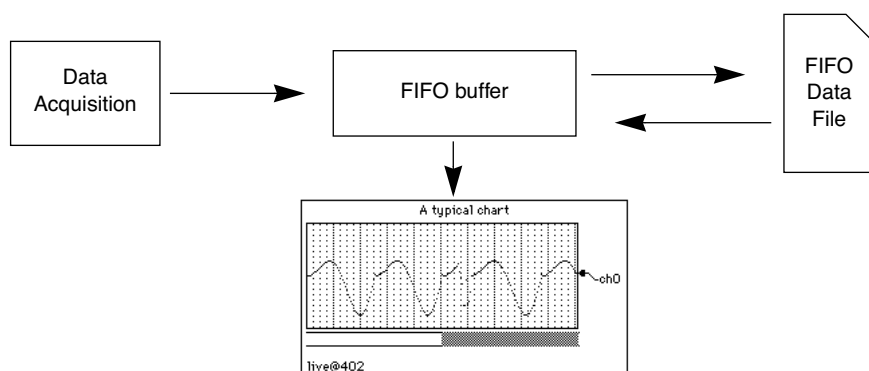 Data
Acquisition
FIFO buffer
FIFO
Data
File
A typical chart
ch0
live@402